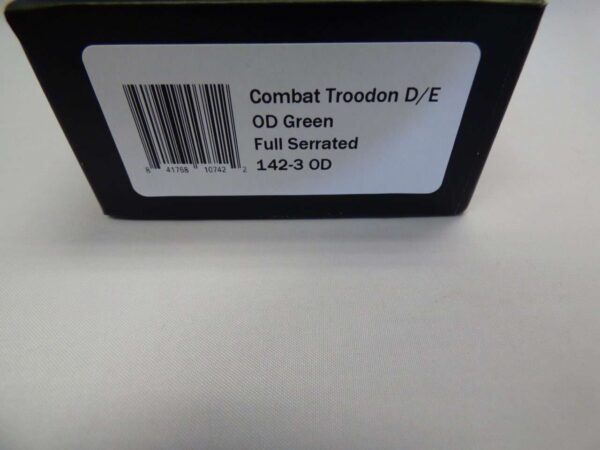 Combat Troodon D/E
OD Green
Full Serrated
142-3 OD
8 41768 10742 2